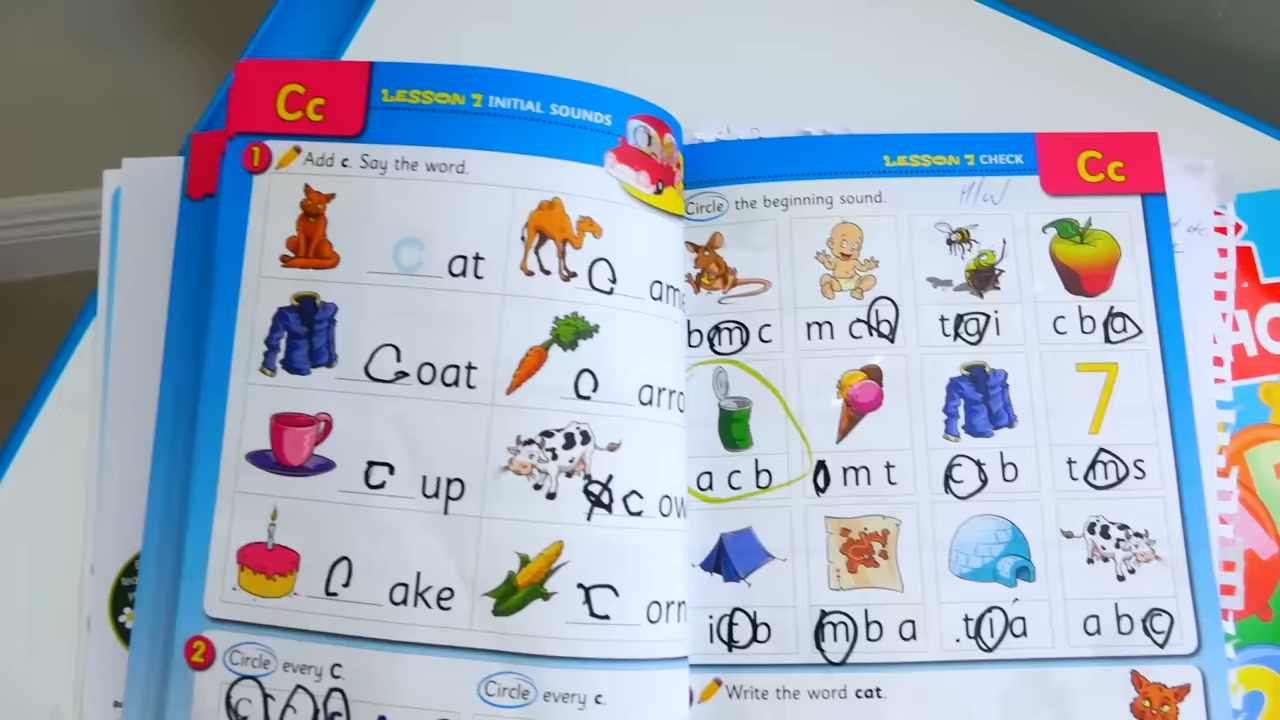 Cc LESSON 7 INITIAL SOUNDS
1 Add c. Say the word.
c at c am
Coat c arro
c up c ow
c ake c orn
2 Circle every C. Circle every c.
LESSON 7 CHECK Cc
Circle the beginning sound. H/W
b m c m c b t a i c b a
a c b m t c b t m s
i t b m b a t i a a b c
Write the word cat.